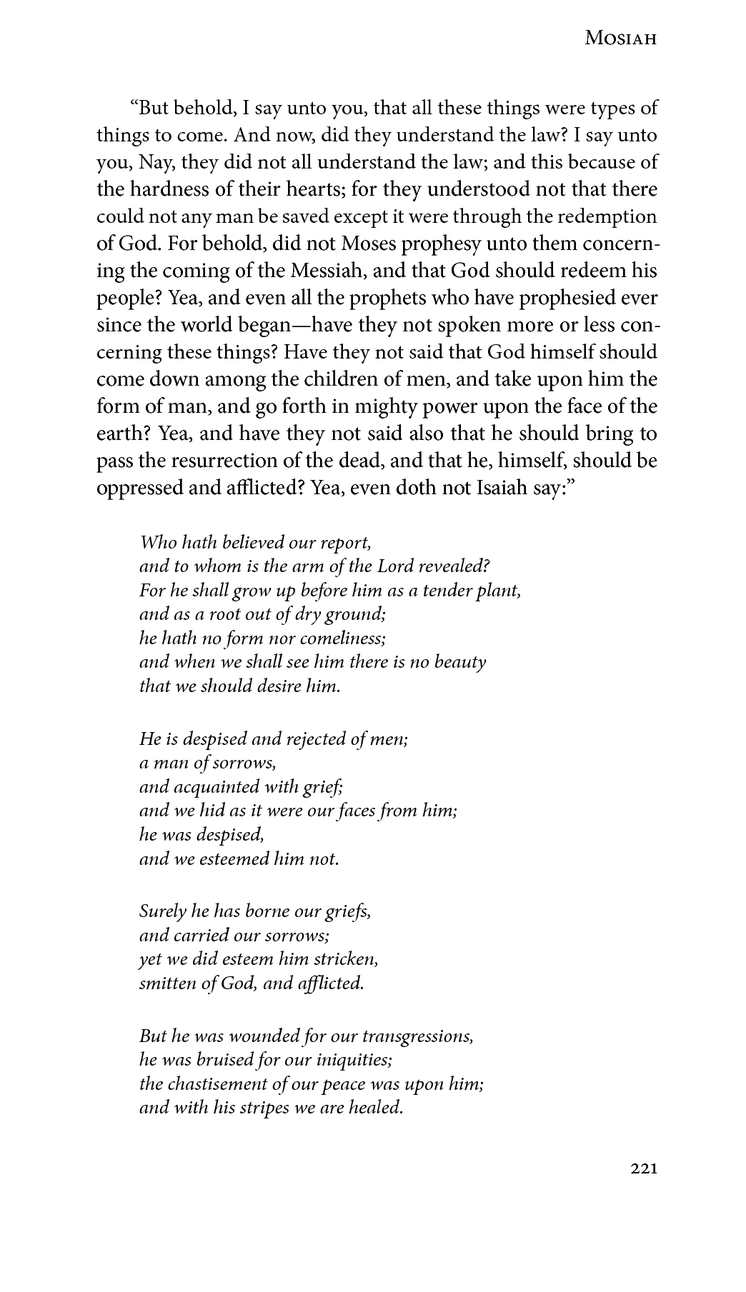 Mosiah
“But behold, I say unto you, that all these things were types of
things to come. And now, did they understand the law? I say unto
you, Nay, they did not all understand the law; and this because of
the hardness of their hearts; for they understood not that there
could not any man be saved except it were through the redemption
of God. For behold, did not Moses prophesy unto them concern-
ing the coming of the Messiah, and that God should redeem his
people? Yea, and even all the prophets who have prophesied ever
since the world began—have they not spoken more or less con-
cerning these things? Have they not said that God himself should
come down among the children of men, and take upon him the
form of man, and go forth in mighty power upon the face of the
earth? Yea, and have they not said also that he should bring to
pass the resurrection of the dead, and that he, himself, should be
oppressed and afflicted? Yea, even doth not Isaiah say:”
Who hath believed our report,
and to whom is the arm of the Lord revealed?
For he shall grow up before him as a tender plant,
and as a root out of dry ground;
he hath no form nor comeliness;
and when we shall see him there is no beauty
that we should desire him.
He is despised and rejected of men;
a man of sorrows,
and acquainted with grief;
and we hid as it were our faces from him;
he was despised,
and we esteemed him not.
Surely he has borne our griefs,
and carried our sorrows;
yet we did esteem him stricken,
smitten of God, and afflicted.
But he was wounded for our transgressions,
he was bruised for our iniquities;
the chastisement of our peace was upon him;
and with his stripes we are healed.
221